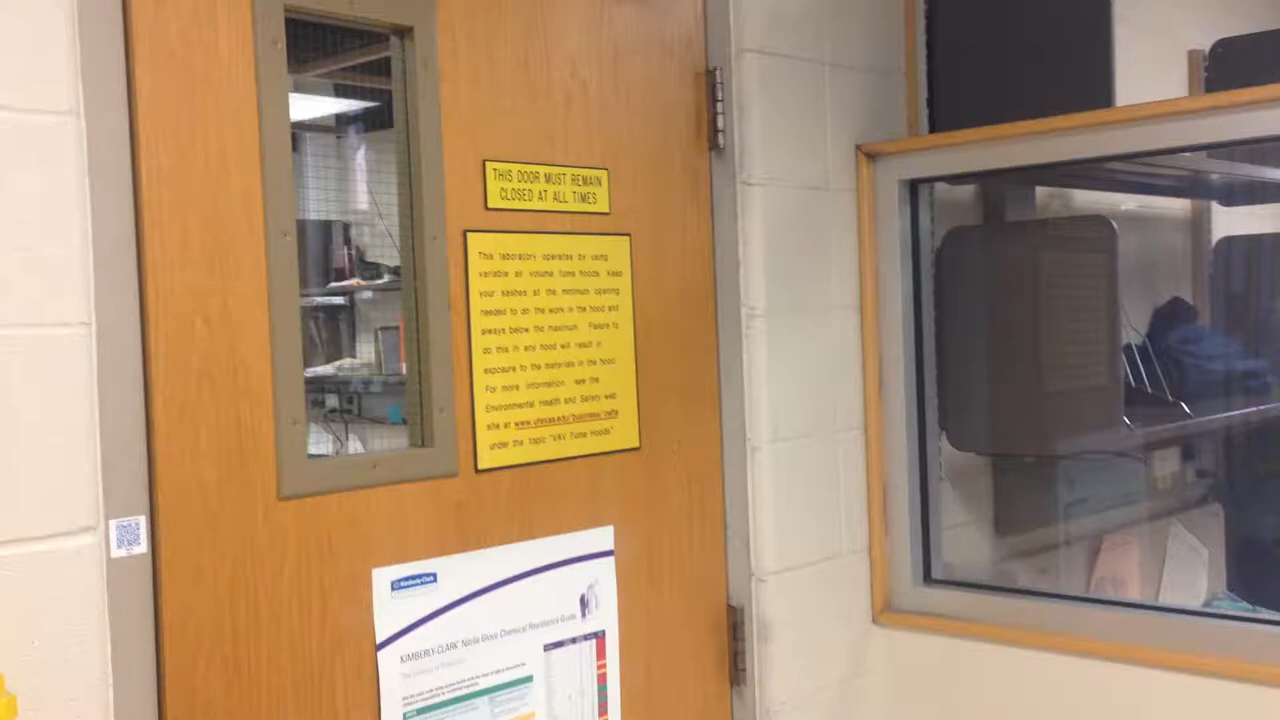 THIS DOOR MUST REMAIN
CLOSED AT ALL TIMES
This laboratory operates by using
variable air volume fume hoods. Keep
your sashes at the minimum opening
needed to do the work in the hood and
always below the maximum. Failure to
do this in any hood will result in
exposure to the materials in the hood.
For more information see the
Environmental Health and Safety web
site at
under the topic "VAV Fume Hoods"
Kimberly-Clark
KIMBERLY-CLARK* Nitrile Glove Chemical Resistance Guide